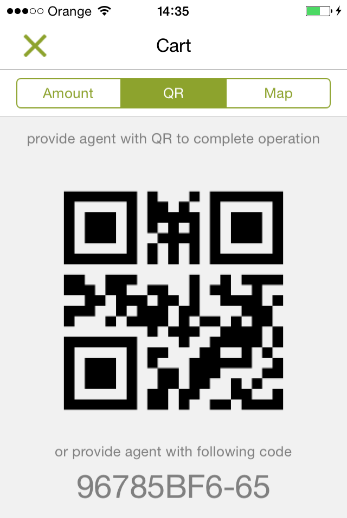 Orange 14:35
Cart
Amount QR Map
provide agent with QR to complete operation
or provide agent with following code
96785BF6-65